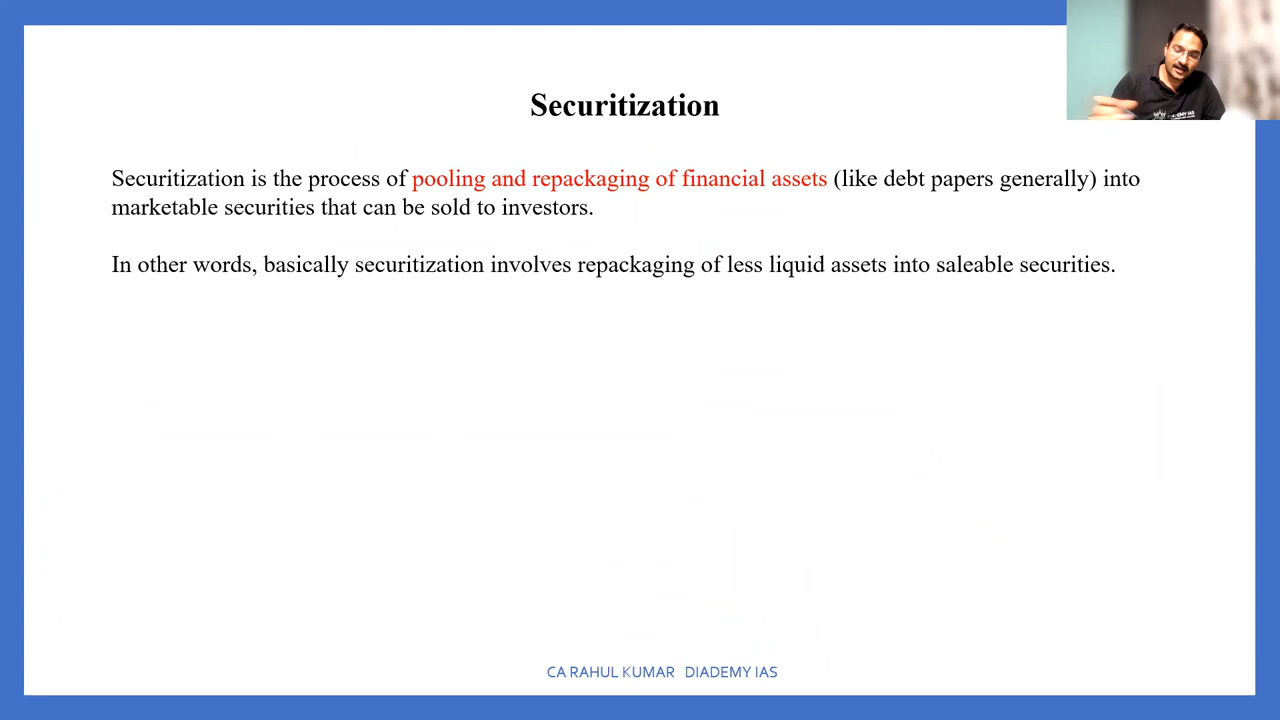 Securitization
Securitization is the process of pooling and repackaging of financial assets (like debt papers generally) into
marketable securities that can be sold to investors.
In other words, basically securitization involves repackaging of less liquid assets into saleable securities.
CA RAHUL KUMAR DIADEMY IAS